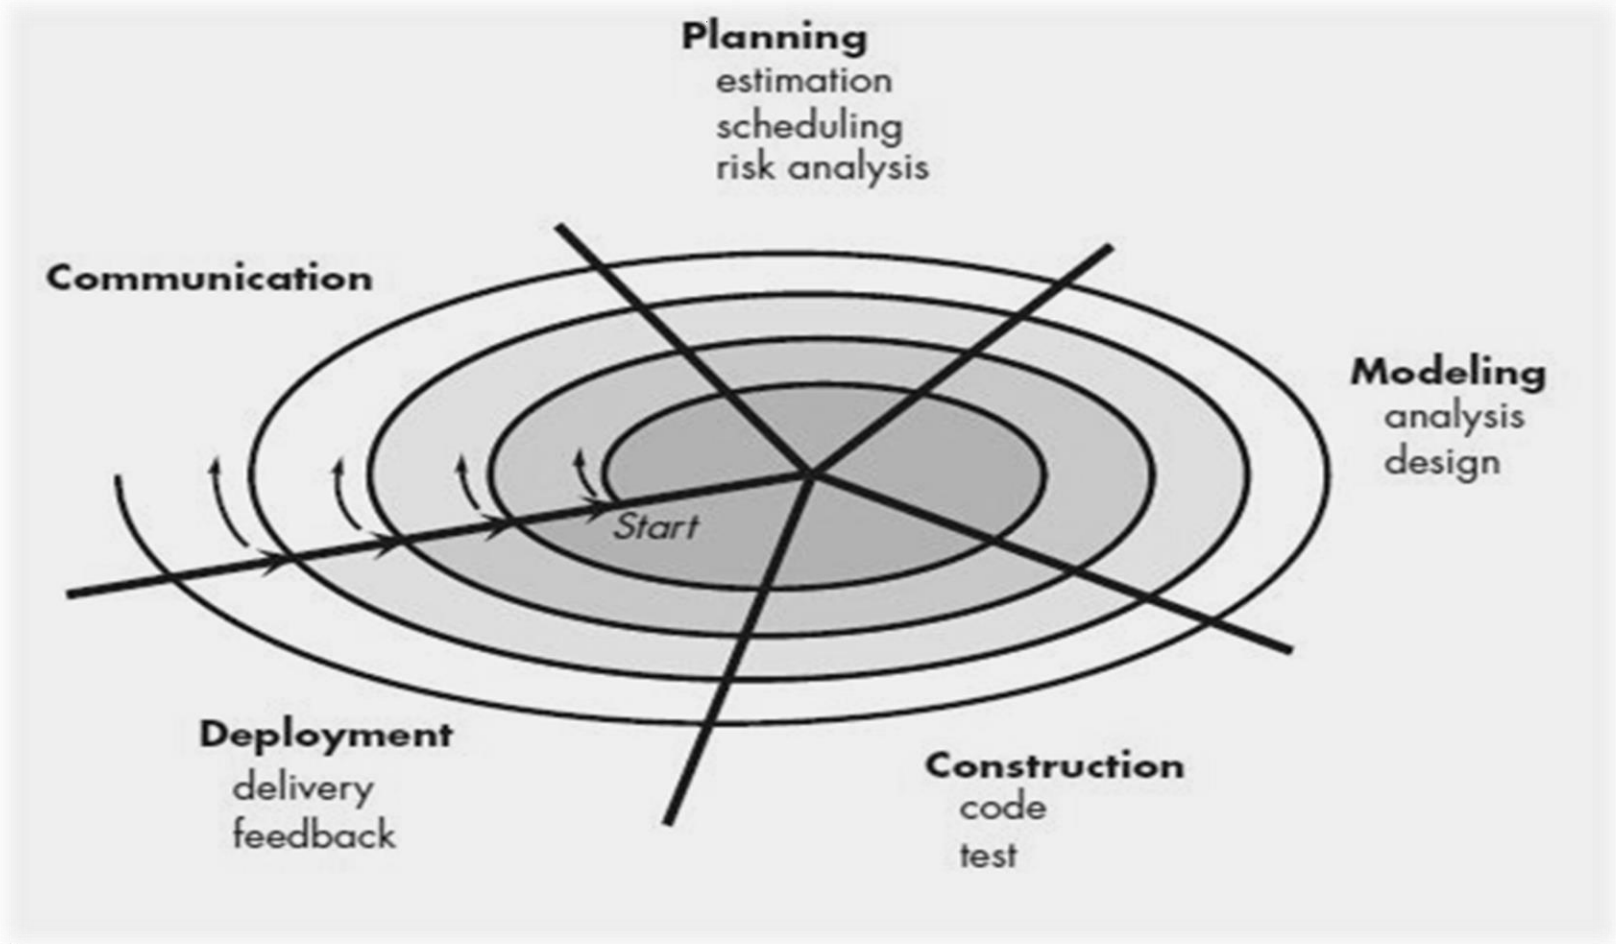 Planning
estimation
scheduling
risk analysis
Communication
Modeling
analysis
design
Start
Deployment
delivery
feedback
Construction
code
test